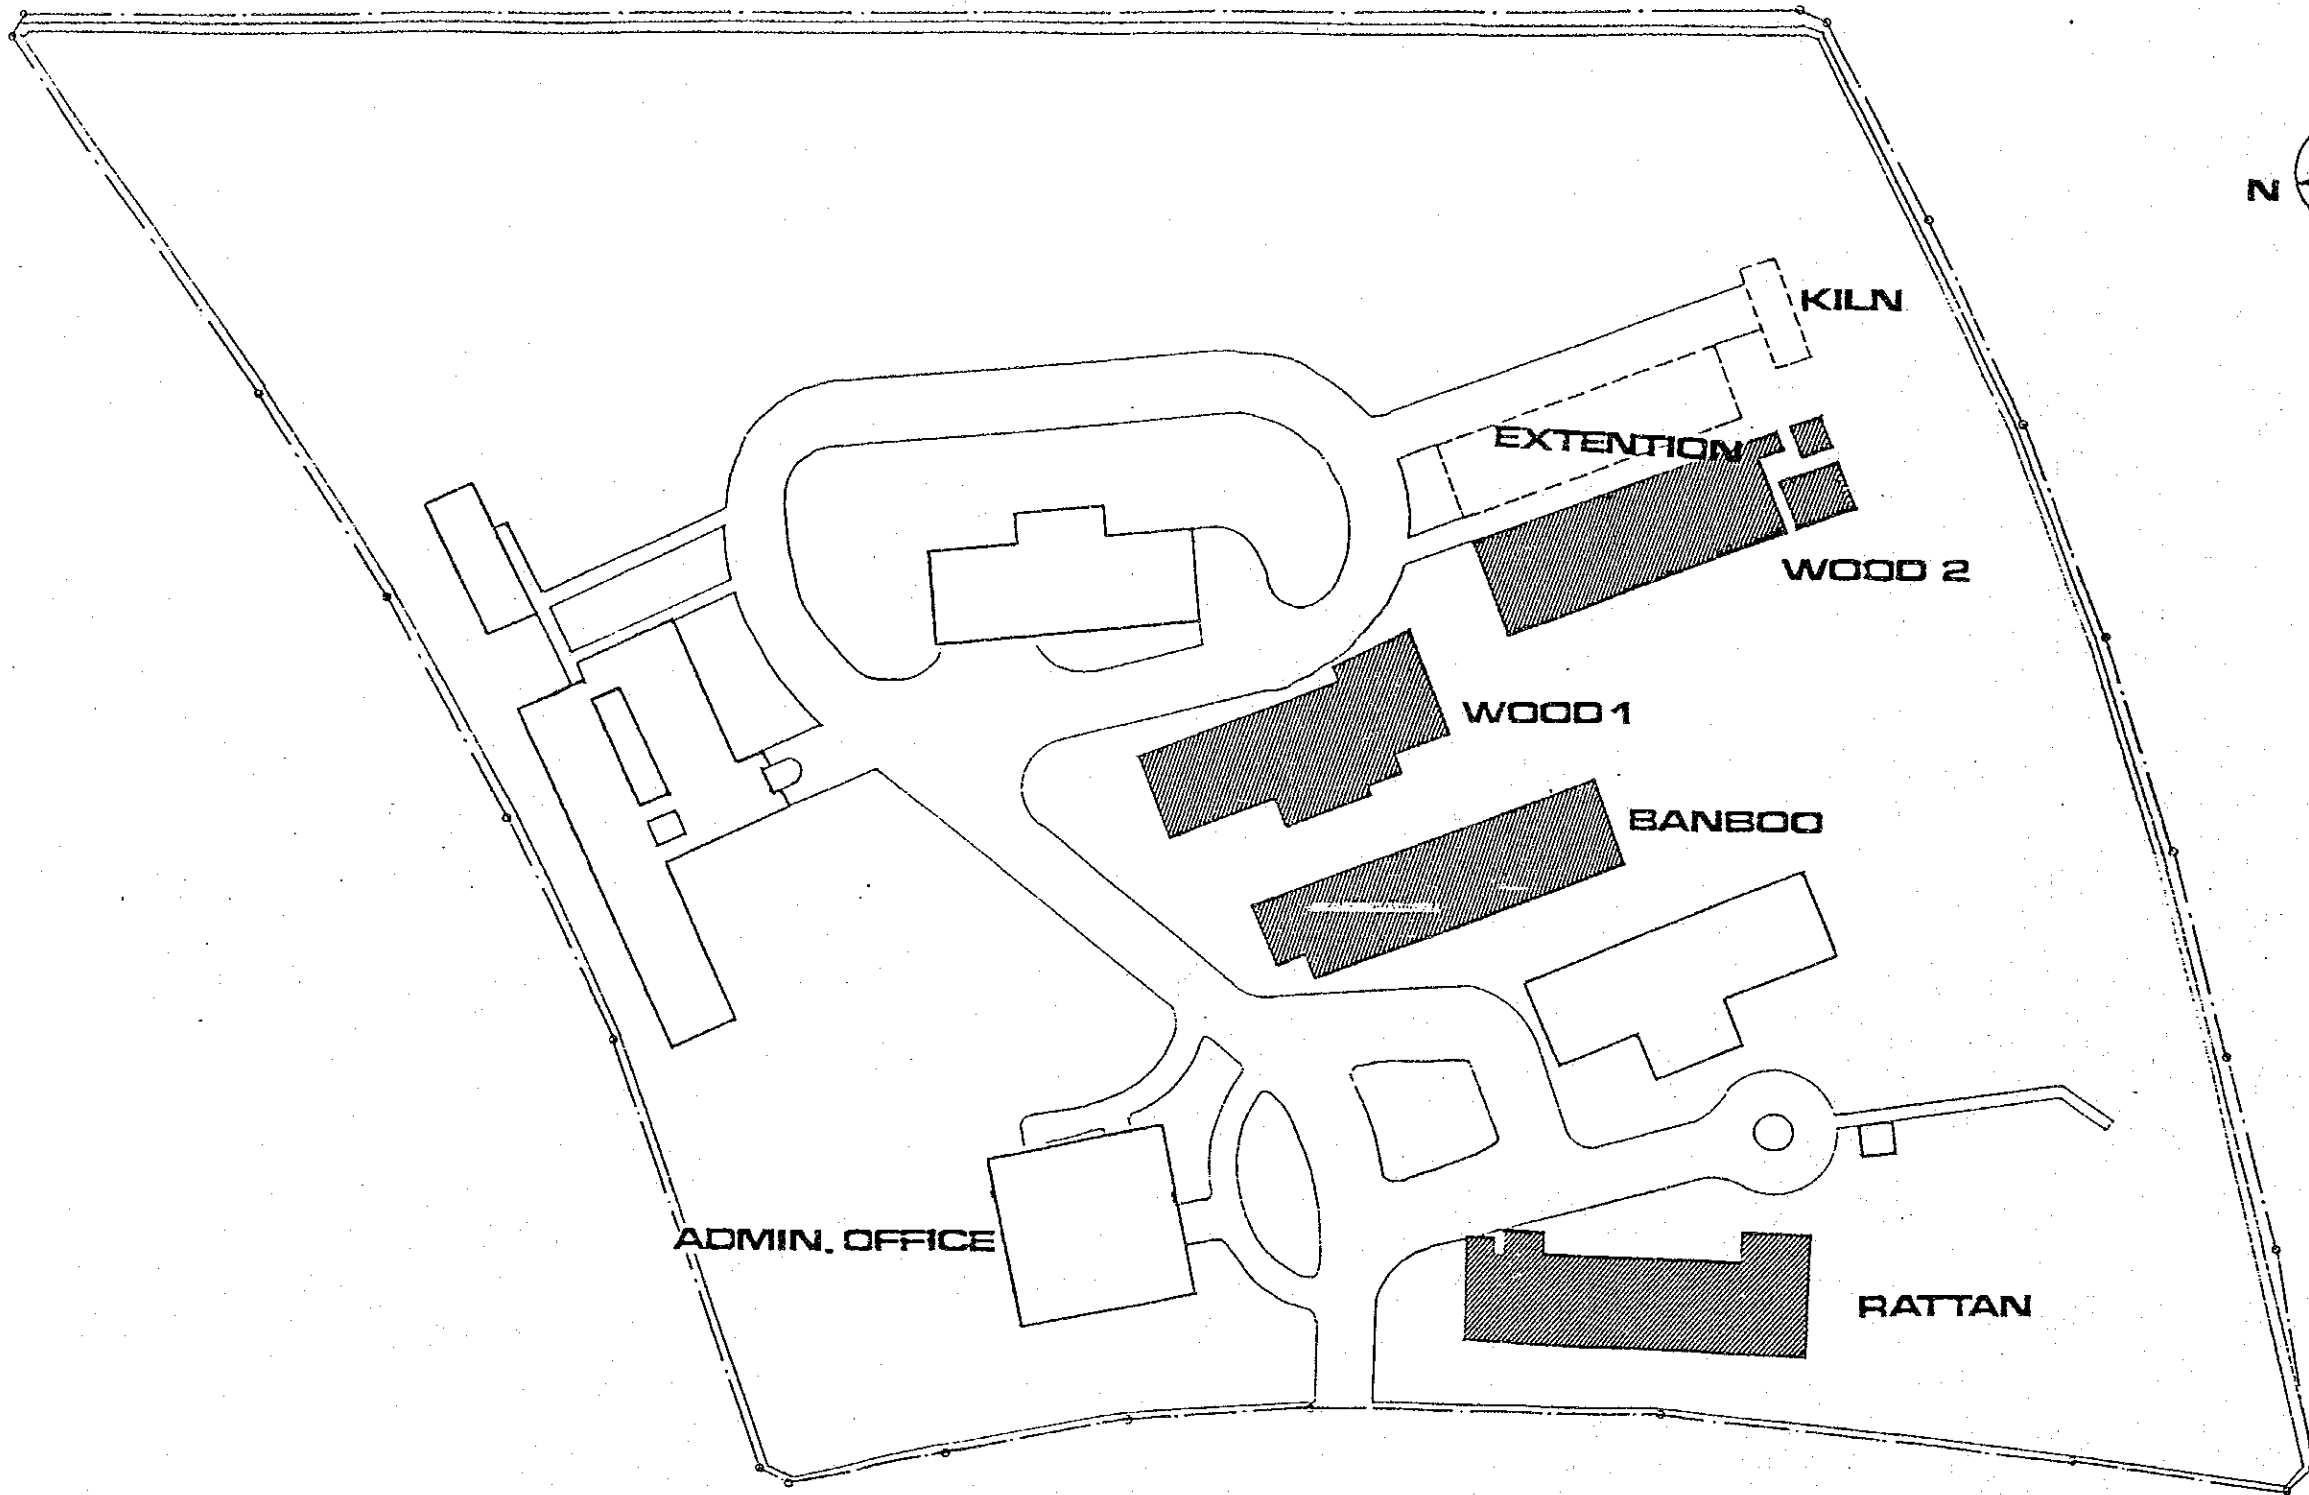 N
KILN
EXTENTION
WOOD 2
WOOD 1
BANBOO
ADMIN. OFFICE
RATTAN